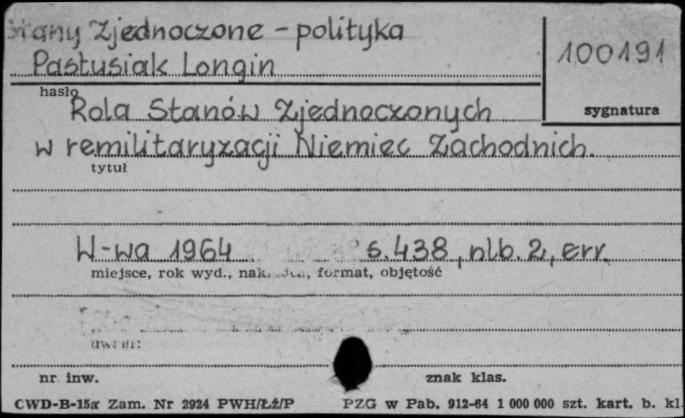 Stany Zjednoczone - polityka
Pastusiak Longin
100191
hasło
sygnatura
Rola Stanów Zjednoczonych
w remilitaryzacji Niemiec Zachodnich.
tytuł
W-wa 1964 s. 438, nlb. 2, err.
miejsce, rok wyd., nak. format, objętość
uwagi:
nr inw. znak klas.
CWD-B-15a Zam. Nr 2924 PWH/Łż/P PZG w Pab. 912-64 1 000 000 szt. kart. b. kl